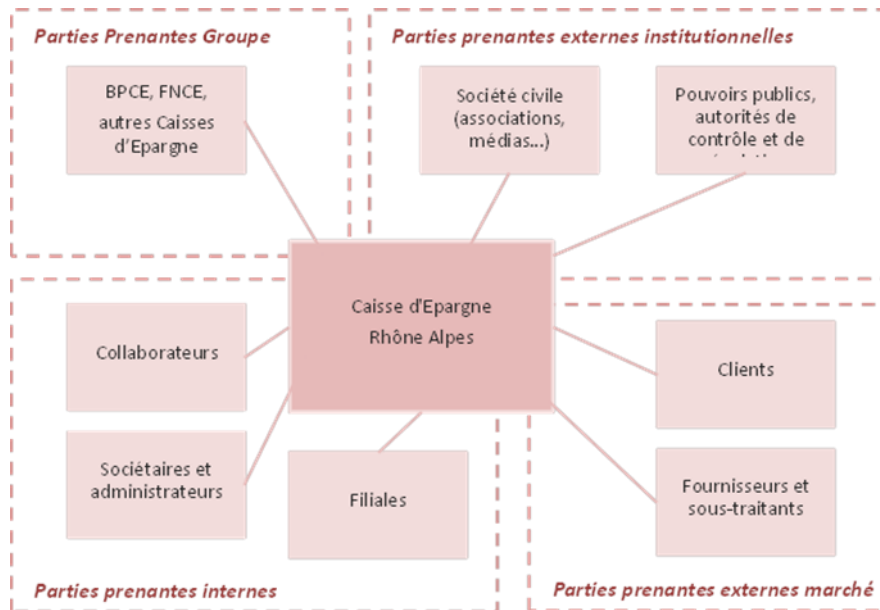 Parties Prenantes Groupe
BPCE, FNCE,
autres Caisses
d'Epargne
Parties prenantes externes institutionnelles
Société civile
(associations,
médias...)
Pouvoirs publics,
autorités de
contrôle et de
Caisse d'Epargne
Rhône Alpes
Collaborateurs
Sociétaires et
administrateurs
Filiales
Parties prenantes internes
Clients
Fournisseurs et
sous-traitants
Parties prenantes externes marché